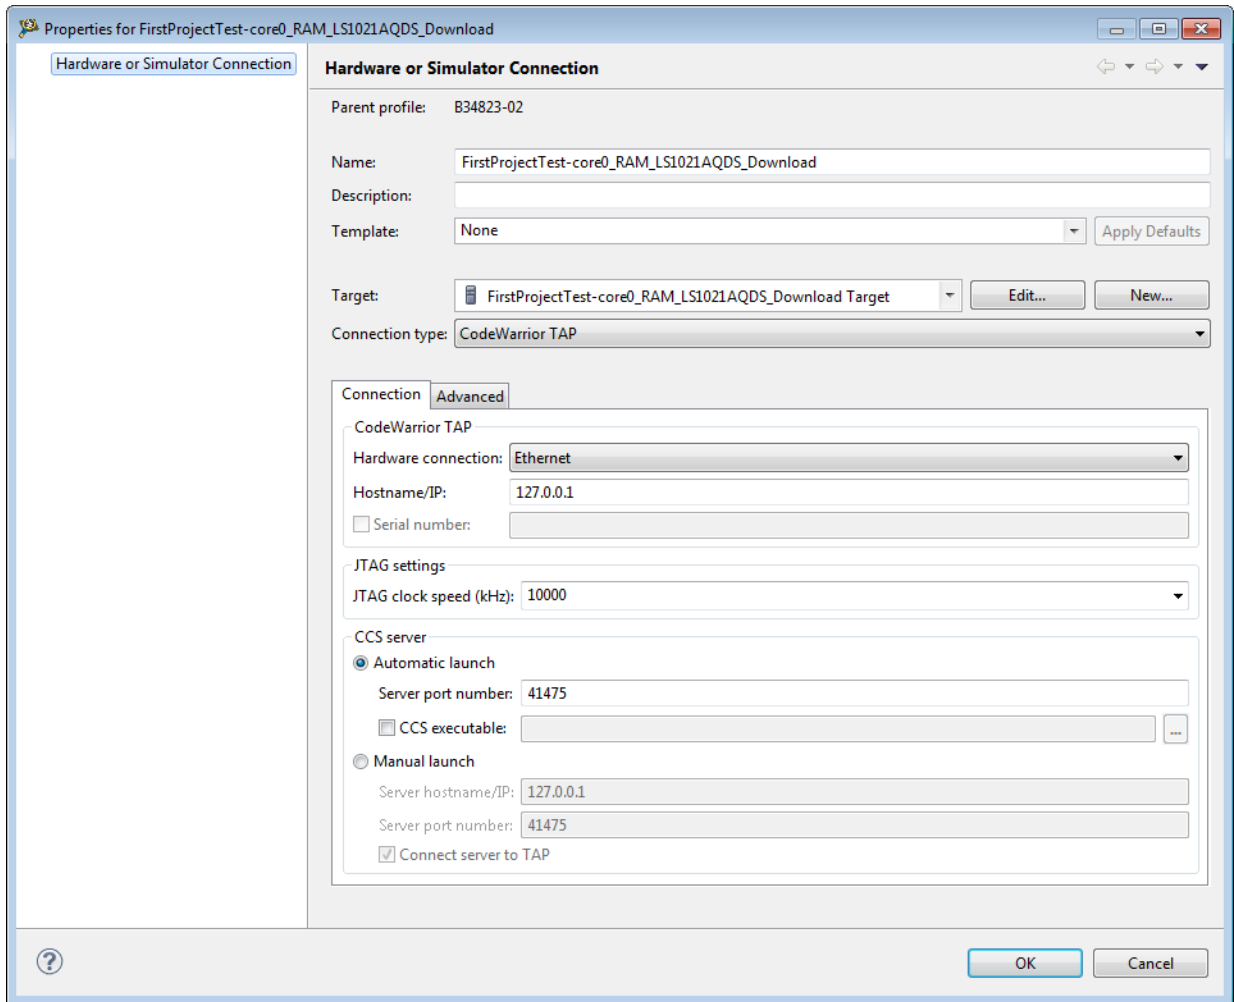 Properties for FirstProjectTest-core0_RAM_LS1021AQDS_Download
Hardware or Simulator Connection
Hardware or Simulator Connection
Parent profile: B34823-02
Name: FirstProjectTest-core0_RAM_LS1021AQDS_Download
Description:
Template: None Apply Defaults
Target: FirstProjectTest-core0_RAM_LS1021AQDS_Download Target Edit... New...
Connection type: CodeWarrior TAP
Connection Advanced
CodeWarrior TAP
Hardware connection: Ethernet
Hostname/IP: 127.0.0.1
Serial number:
JTAG settings
JTAG clock speed (kHz): 10000
CCS server
Automatic launch
Server port number: 41475
CCS executable: ...
Manual launch
Server hostname/IP: 127.0.0.1
Server port number: 41475
Connect server to TAP
? OK Cancel